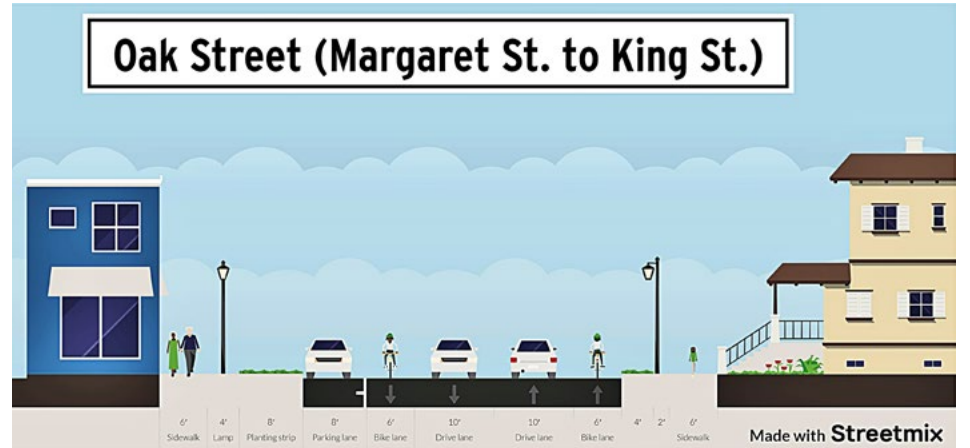 Oak Street (Margaret St. to King St.)
6' 4' 8' 8' 6' 10' 10' 6' 4' 2' 6'
Sidewalk Lamp Planting strip Parking lane Bike lane Drive lane Drive lane Bike lane Sidewalk
Made with Streetmix